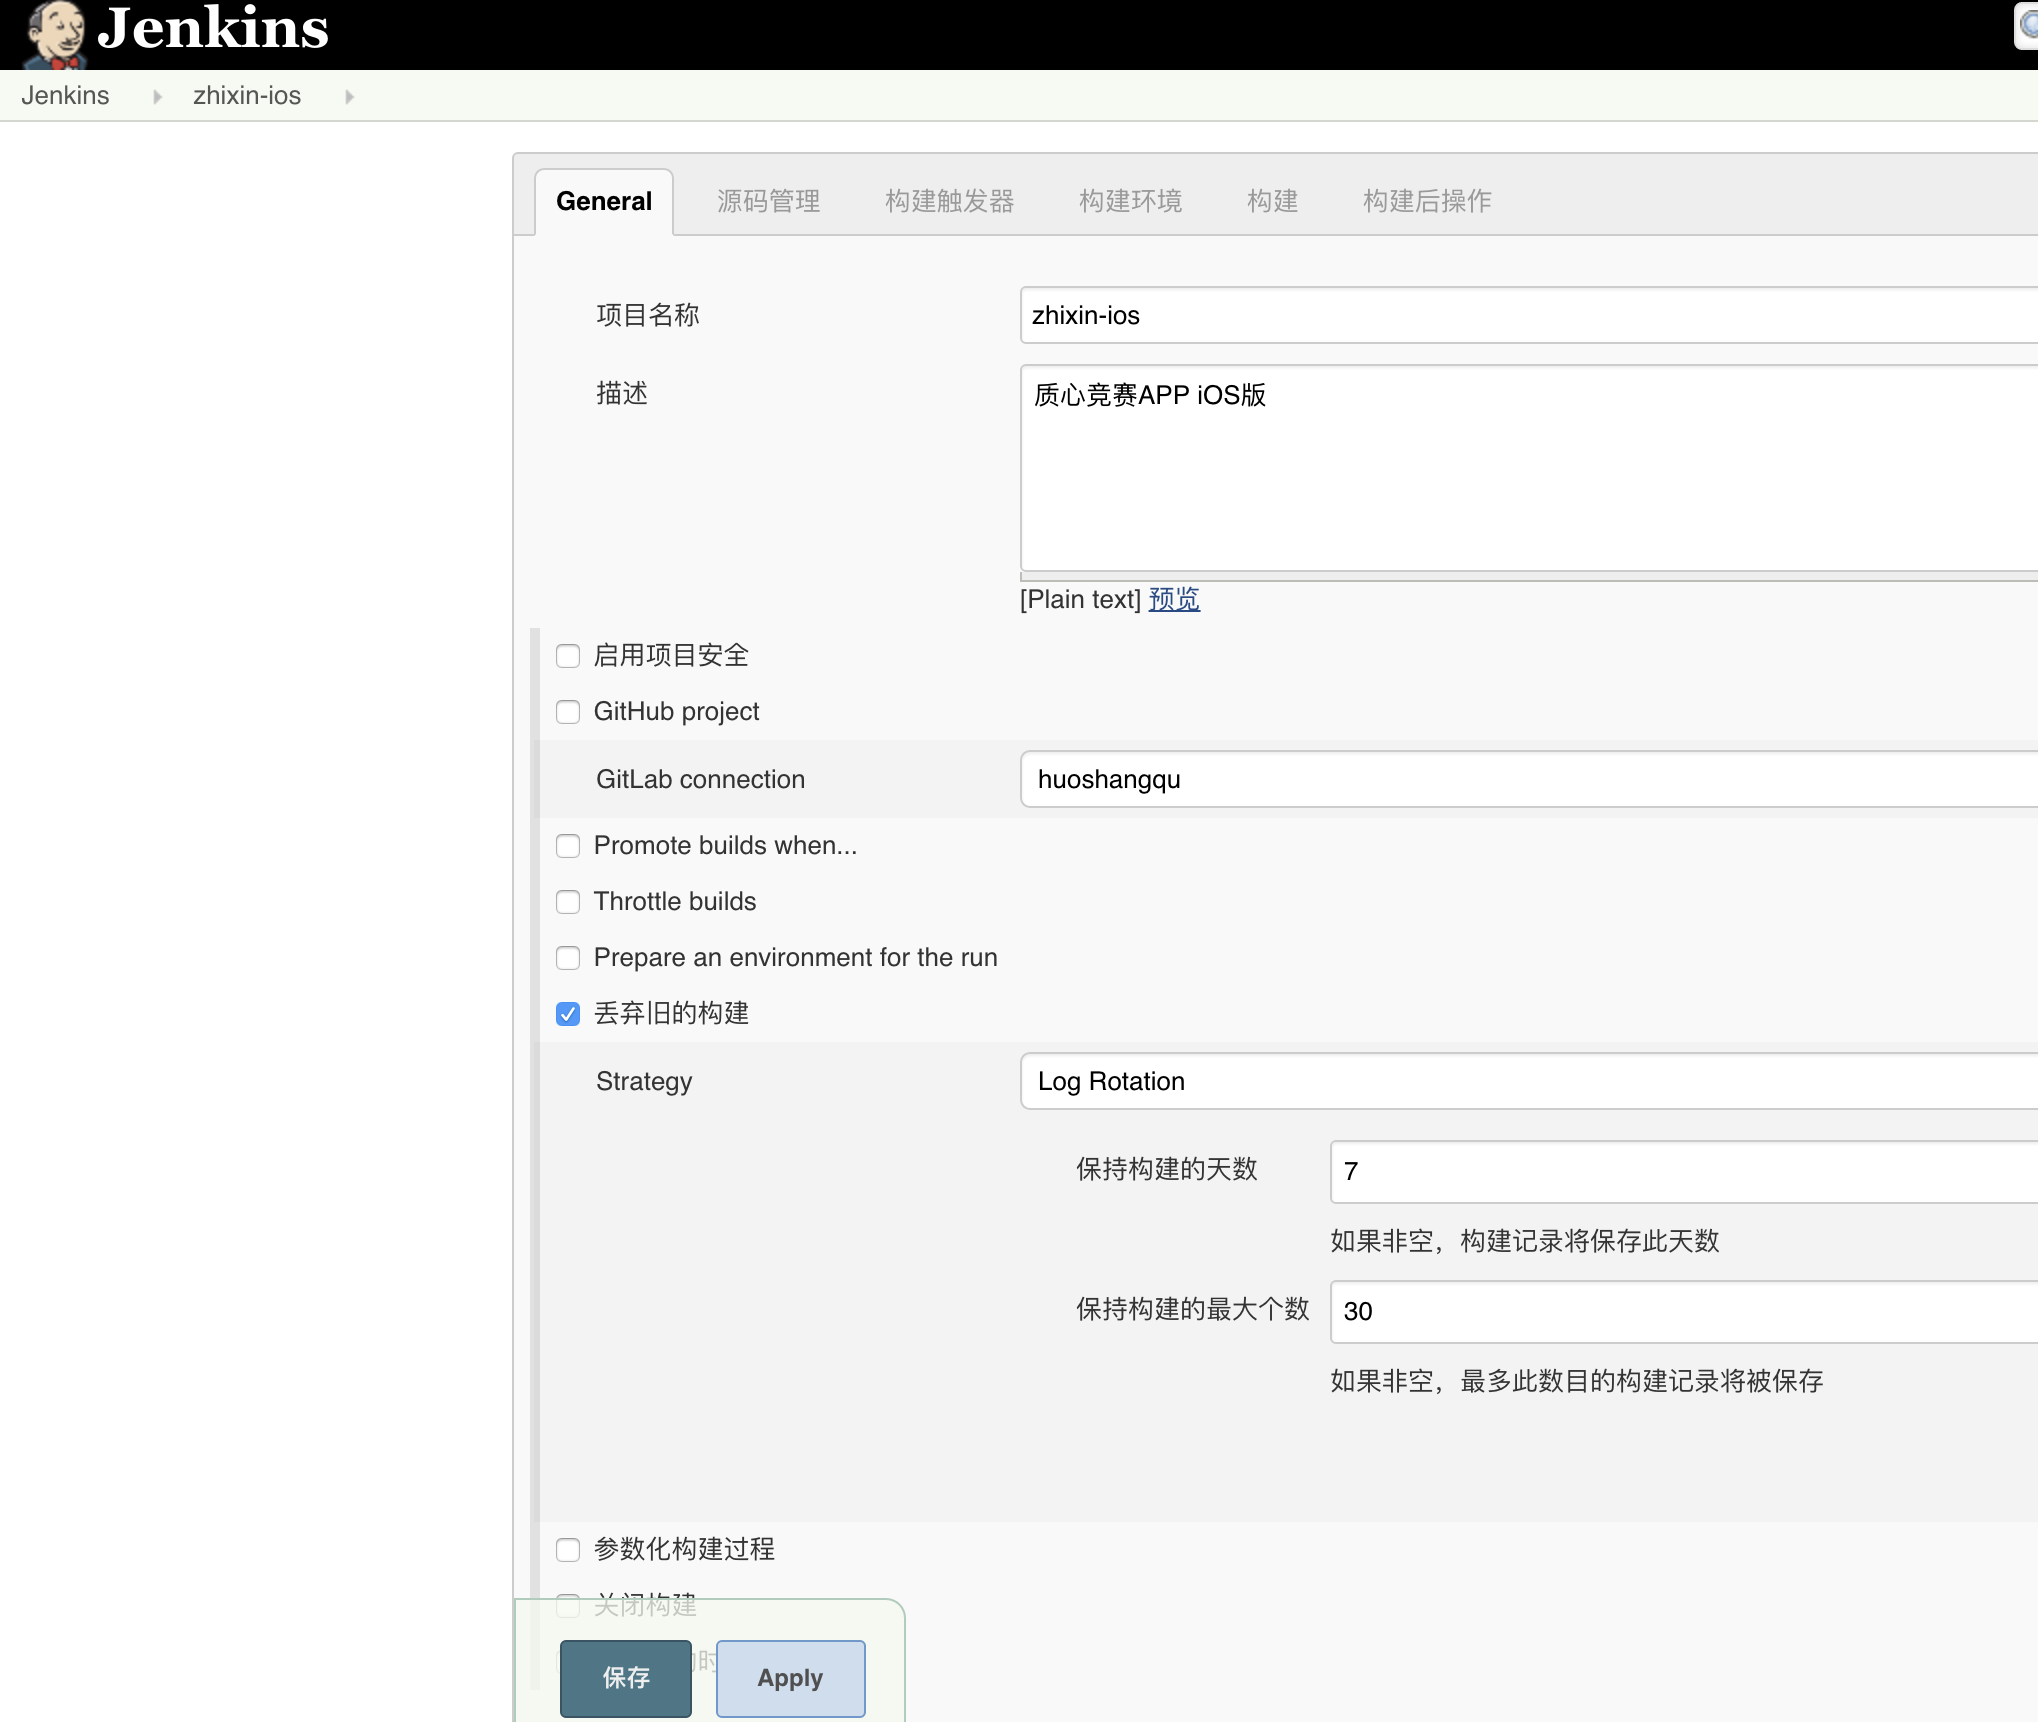 Jenkins
Jenkins zhixin-ios
General 源码管理 构建触发器 构建环境 构建 构建后操作
项目名称 zhixin-ios
描述 质心竞赛APP iOS版
[Plain text] 预览
启用项目安全
GitHub project
GitLab connection huoshangqu
Promote builds when...
Throttle builds
Prepare an environment for the run
丢弃旧的构建
Strategy Log Rotation
保持构建的天数 7
如果非空，构建记录将保存此天数
保持构建的最大个数 30
如果非空，最多此数目的构建记录将被保存
参数化构建过程
关闭构建
保存 时 Apply